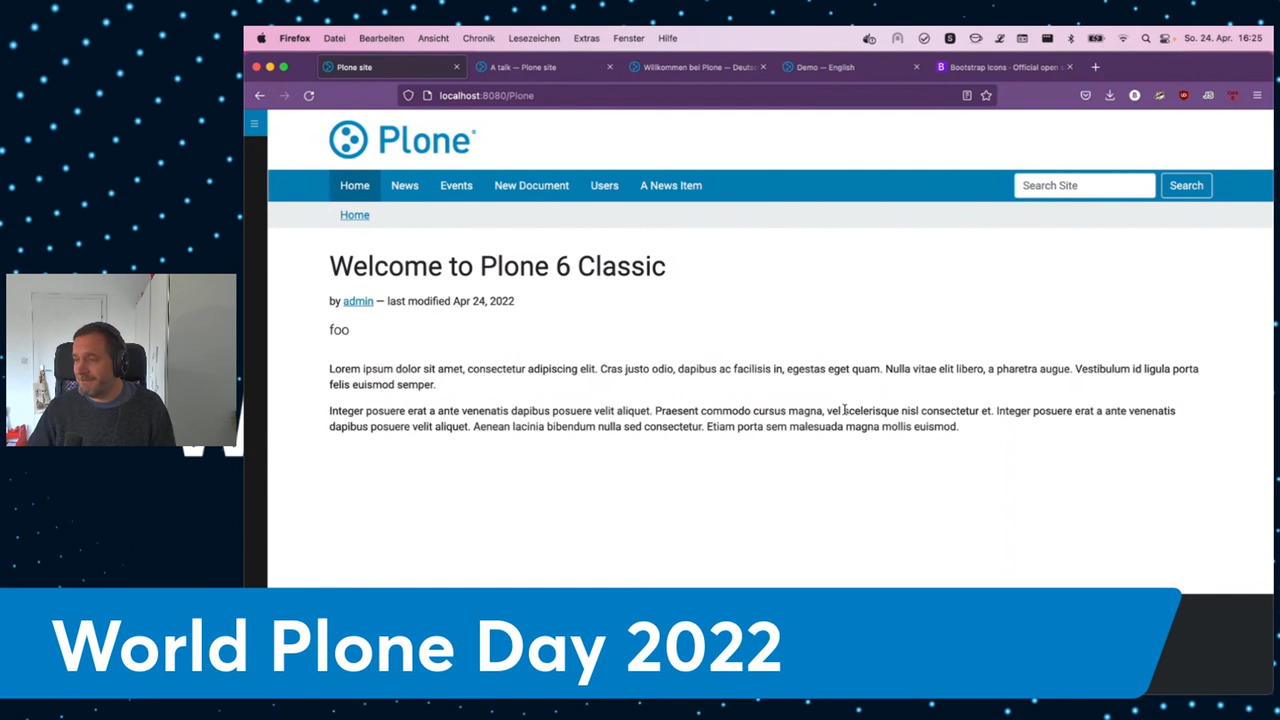 Firefox Datei Bearbeiten Ansicht Chronik Lesezeichen Extras Fenster Hilfe So. 24. Apr. 16:25
Plone site A talk — Plone site Willkommen bei Plone — Deuts Demo — English Bootstrap Icons · Official open s
localhost:8080/Plone
Plone
Home News Events New Document Users A News Item Search Site Search
Home
Welcome to Plone 6 Classic
by admin — last modified Apr 24, 2022
foo
Lorem ipsum dolor sit amet, consectetur adipiscing elit. Cras justo odio, dapibus ac facilisis in, egestas eget quam. Nulla vitae elit libero, a pharetra augue. Vestibulum id ligula porta
felis euismod semper.
Integer posuere erat a ante venenatis dapibus posuere velit aliquet. Praesent commodo cursus magna, vel scelerisque nisl consectetur et. Integer posuere erat a ante venenatis
dapibus posuere velit aliquet. Aenean lacinia bibendum nulla sed consectetur. Etiam porta sem malesuada magna mollis euismod.
World Plone Day 2022